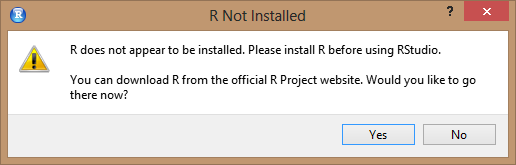 R Not Installed
R does not appear to be installed. Please install R before using RStudio.
You can download R from the official R Project website. Would you like to go
there now?
Yes
No